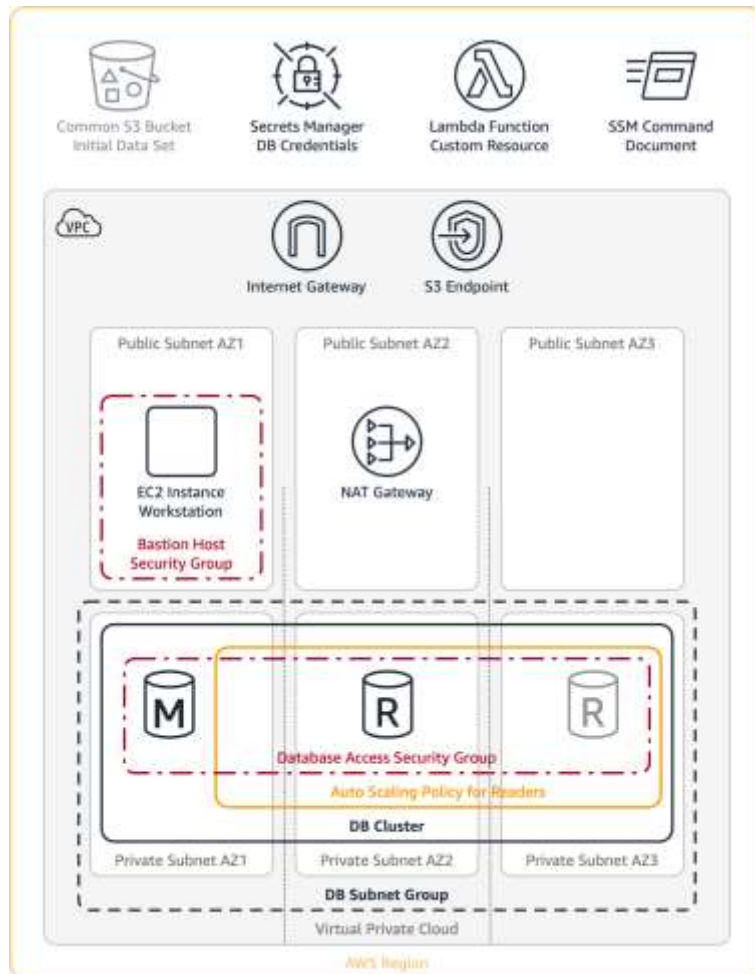 Common S3 Bucket
Initial Data Set
Secrets Manager
DB Credentials
Lambda Function
Custom Resource
SSM Command
Document
VPC
Internet Gateway
S3 Endpoint
Public Subnet AZ1
Public Subnet AZ2
Public Subnet AZ3
EC2 Instance
Workstation
Bastion Host
Security Group
NAT Gateway
M
R
R
Database Access Security Group
Auto Scaling Policy for Readers
DB Cluster
Private Subnet AZ1
Private Subnet AZ2
Private Subnet AZ3
DB Subnet Group
Virtual Private Cloud
AWS Region